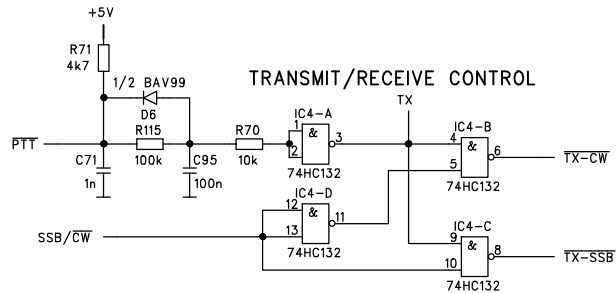 +5V
R71
4k7
1/2 BAV99
D6
TRANSMIT/RECEIVE CONTROL
TX
IC4-A
IC4-B
PTT
R115
100k
R70
10k
1
2
&
3
74HC132
4
5
&
6
TX-CW
74HC132
C71
1n
C95
100n
IC4-D
12
13
&
11
74HC132
SSB/CW
IC4-C
9
10
&
8
TX-SSB
74HC132